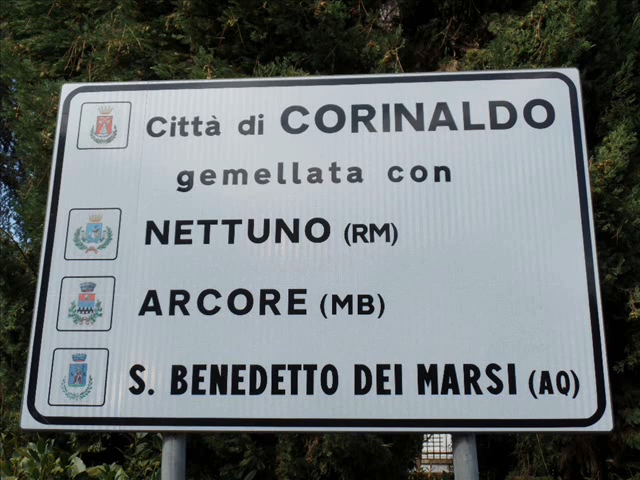 Città di CORINALDO
gemellata con
NETTUNO (RM)
ARCORE (MB)
S. BENEDETTO DEI MARSI (AQ)